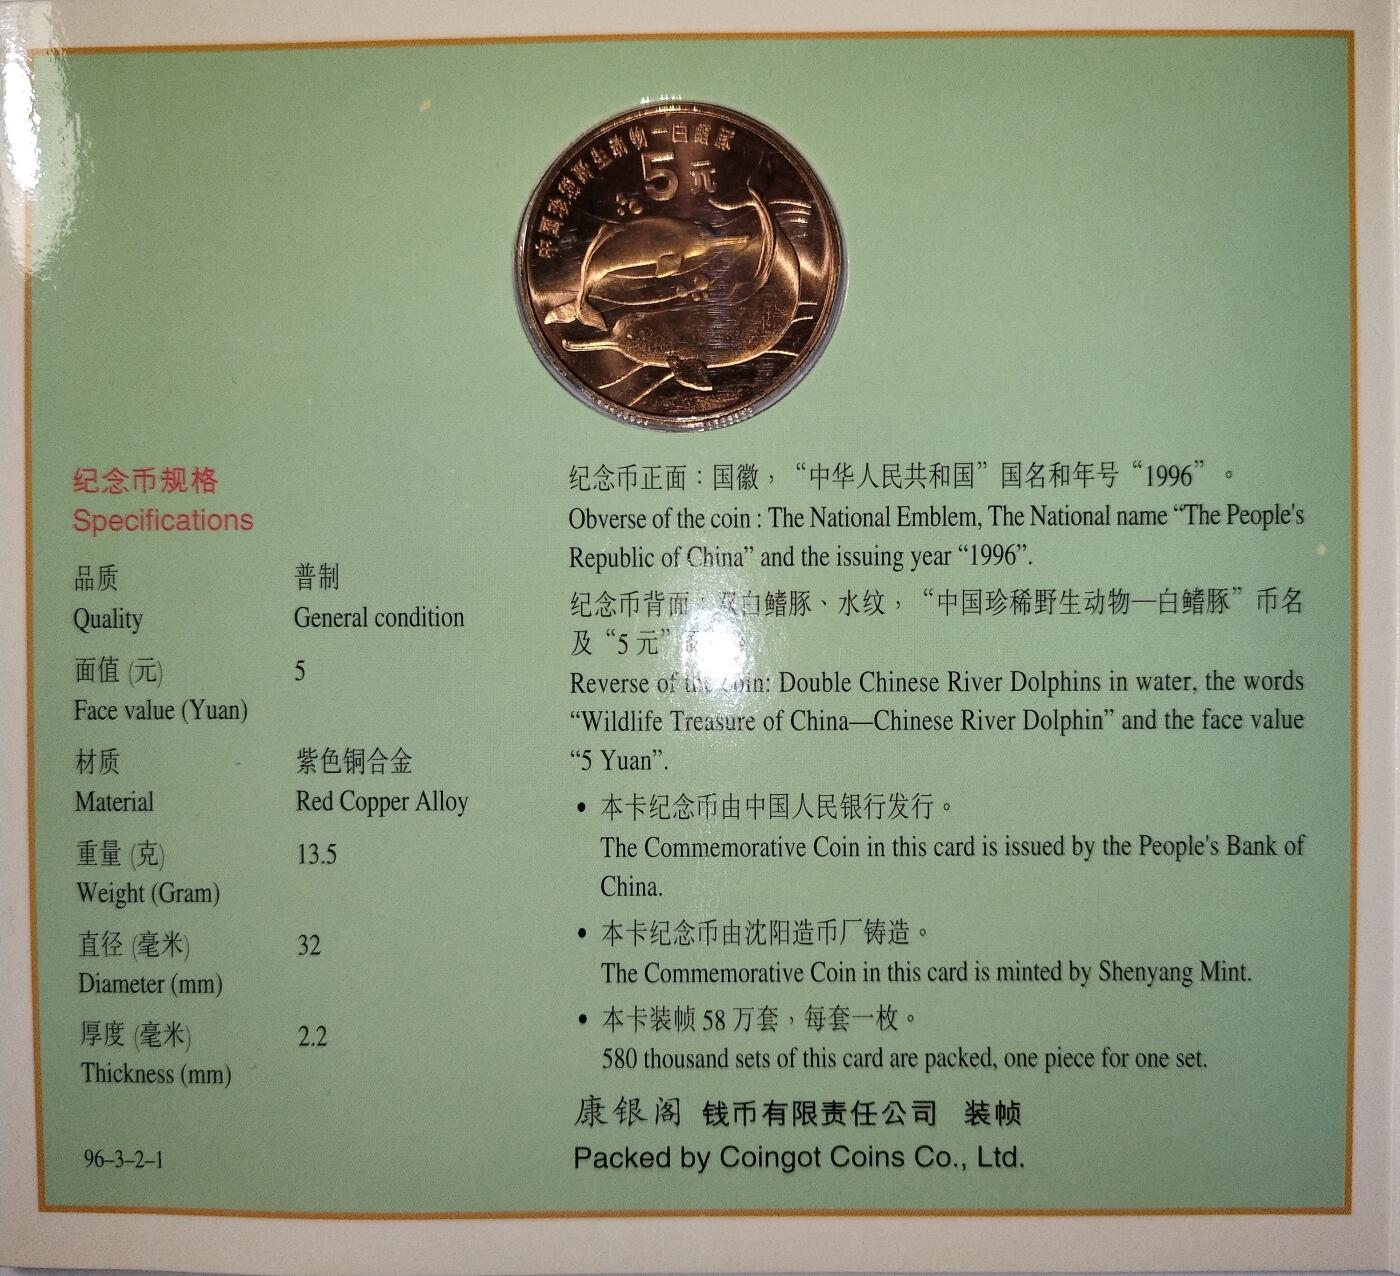 中国珍稀野生动物—白鳍豚
5元
纪念币规格
Specifications
品质 普制
Quality General condition
面值 (元) 5
Face value (Yuan)
材质 紫色铜合金
Material Red Copper Alloy
重量 (克) 13.5
Weight (Gram)
直径 (毫米) 32
Diameter (mm)
厚度 (毫米) 2.2
Thickness (mm)
96–3–2–1
纪念币正面：国徽，“中华人民共和国”国名和年号“1996”。
Obverse of the coin : The National Emblem, The National name “The People's
Republic of China” and the issuing year “1996”.
纪念币背面：双白鳍豚、水纹，“中国珍稀野生动物—白鳍豚”币名
及“5 元”
Reverse of the coin: Double Chinese River Dolphins in water, the words
“Wildlife Treasure of China—Chinese River Dolphin” and the face value
“5 Yuan”.
• 本卡纪念币由中国人民银行发行。
The Commemorative Coin in this card is issued by the People's Bank of
China.
• 本卡纪念币由沈阳造币厂铸造。
The Commemorative Coin in this card is minted by Shenyang Mint.
• 本卡装帧 58 万套，每套一枚。
580 thousand sets of this card are packed, one piece for one set.
康银阁 钱币有限责任公司 装帧
Packed by Coingot Coins Co., Ltd.